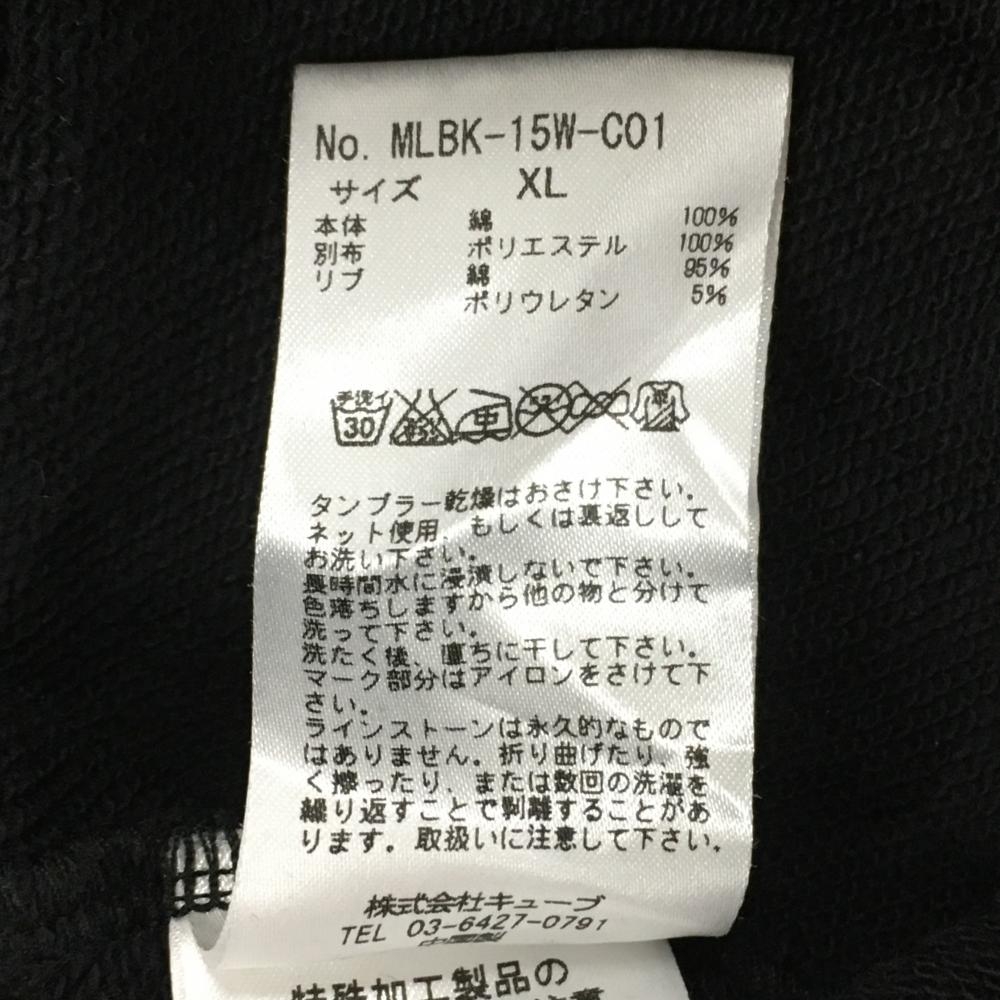 No. MLBK-15W-C01
サイズ XL
本体 綿 100%
別布 ポリエステル 100%
リブ 綿 95%
ポリウレタン 5%
手洗イ 30
タンブラー乾燥はおさけ下さい。
ネット使用、もしくは裏返しして
お洗い下さい。
長時間水に浸漬しないで下さい。
色落ちしますから他の物と分けて
洗って下さい。
洗たく後、直ちに干して下さい。
マーク部分はアイロンをさけて下
さい。
ラインストーンは永久的なもので
はありません。折り曲げたり、強
く擦ったり、または数回の洗濯を
繰り返すことで剥離することがあ
ります。取扱いに注意して下さい。
株式会社キューブ
TEL 03-6427-0791
中国製
特殊加工製品の